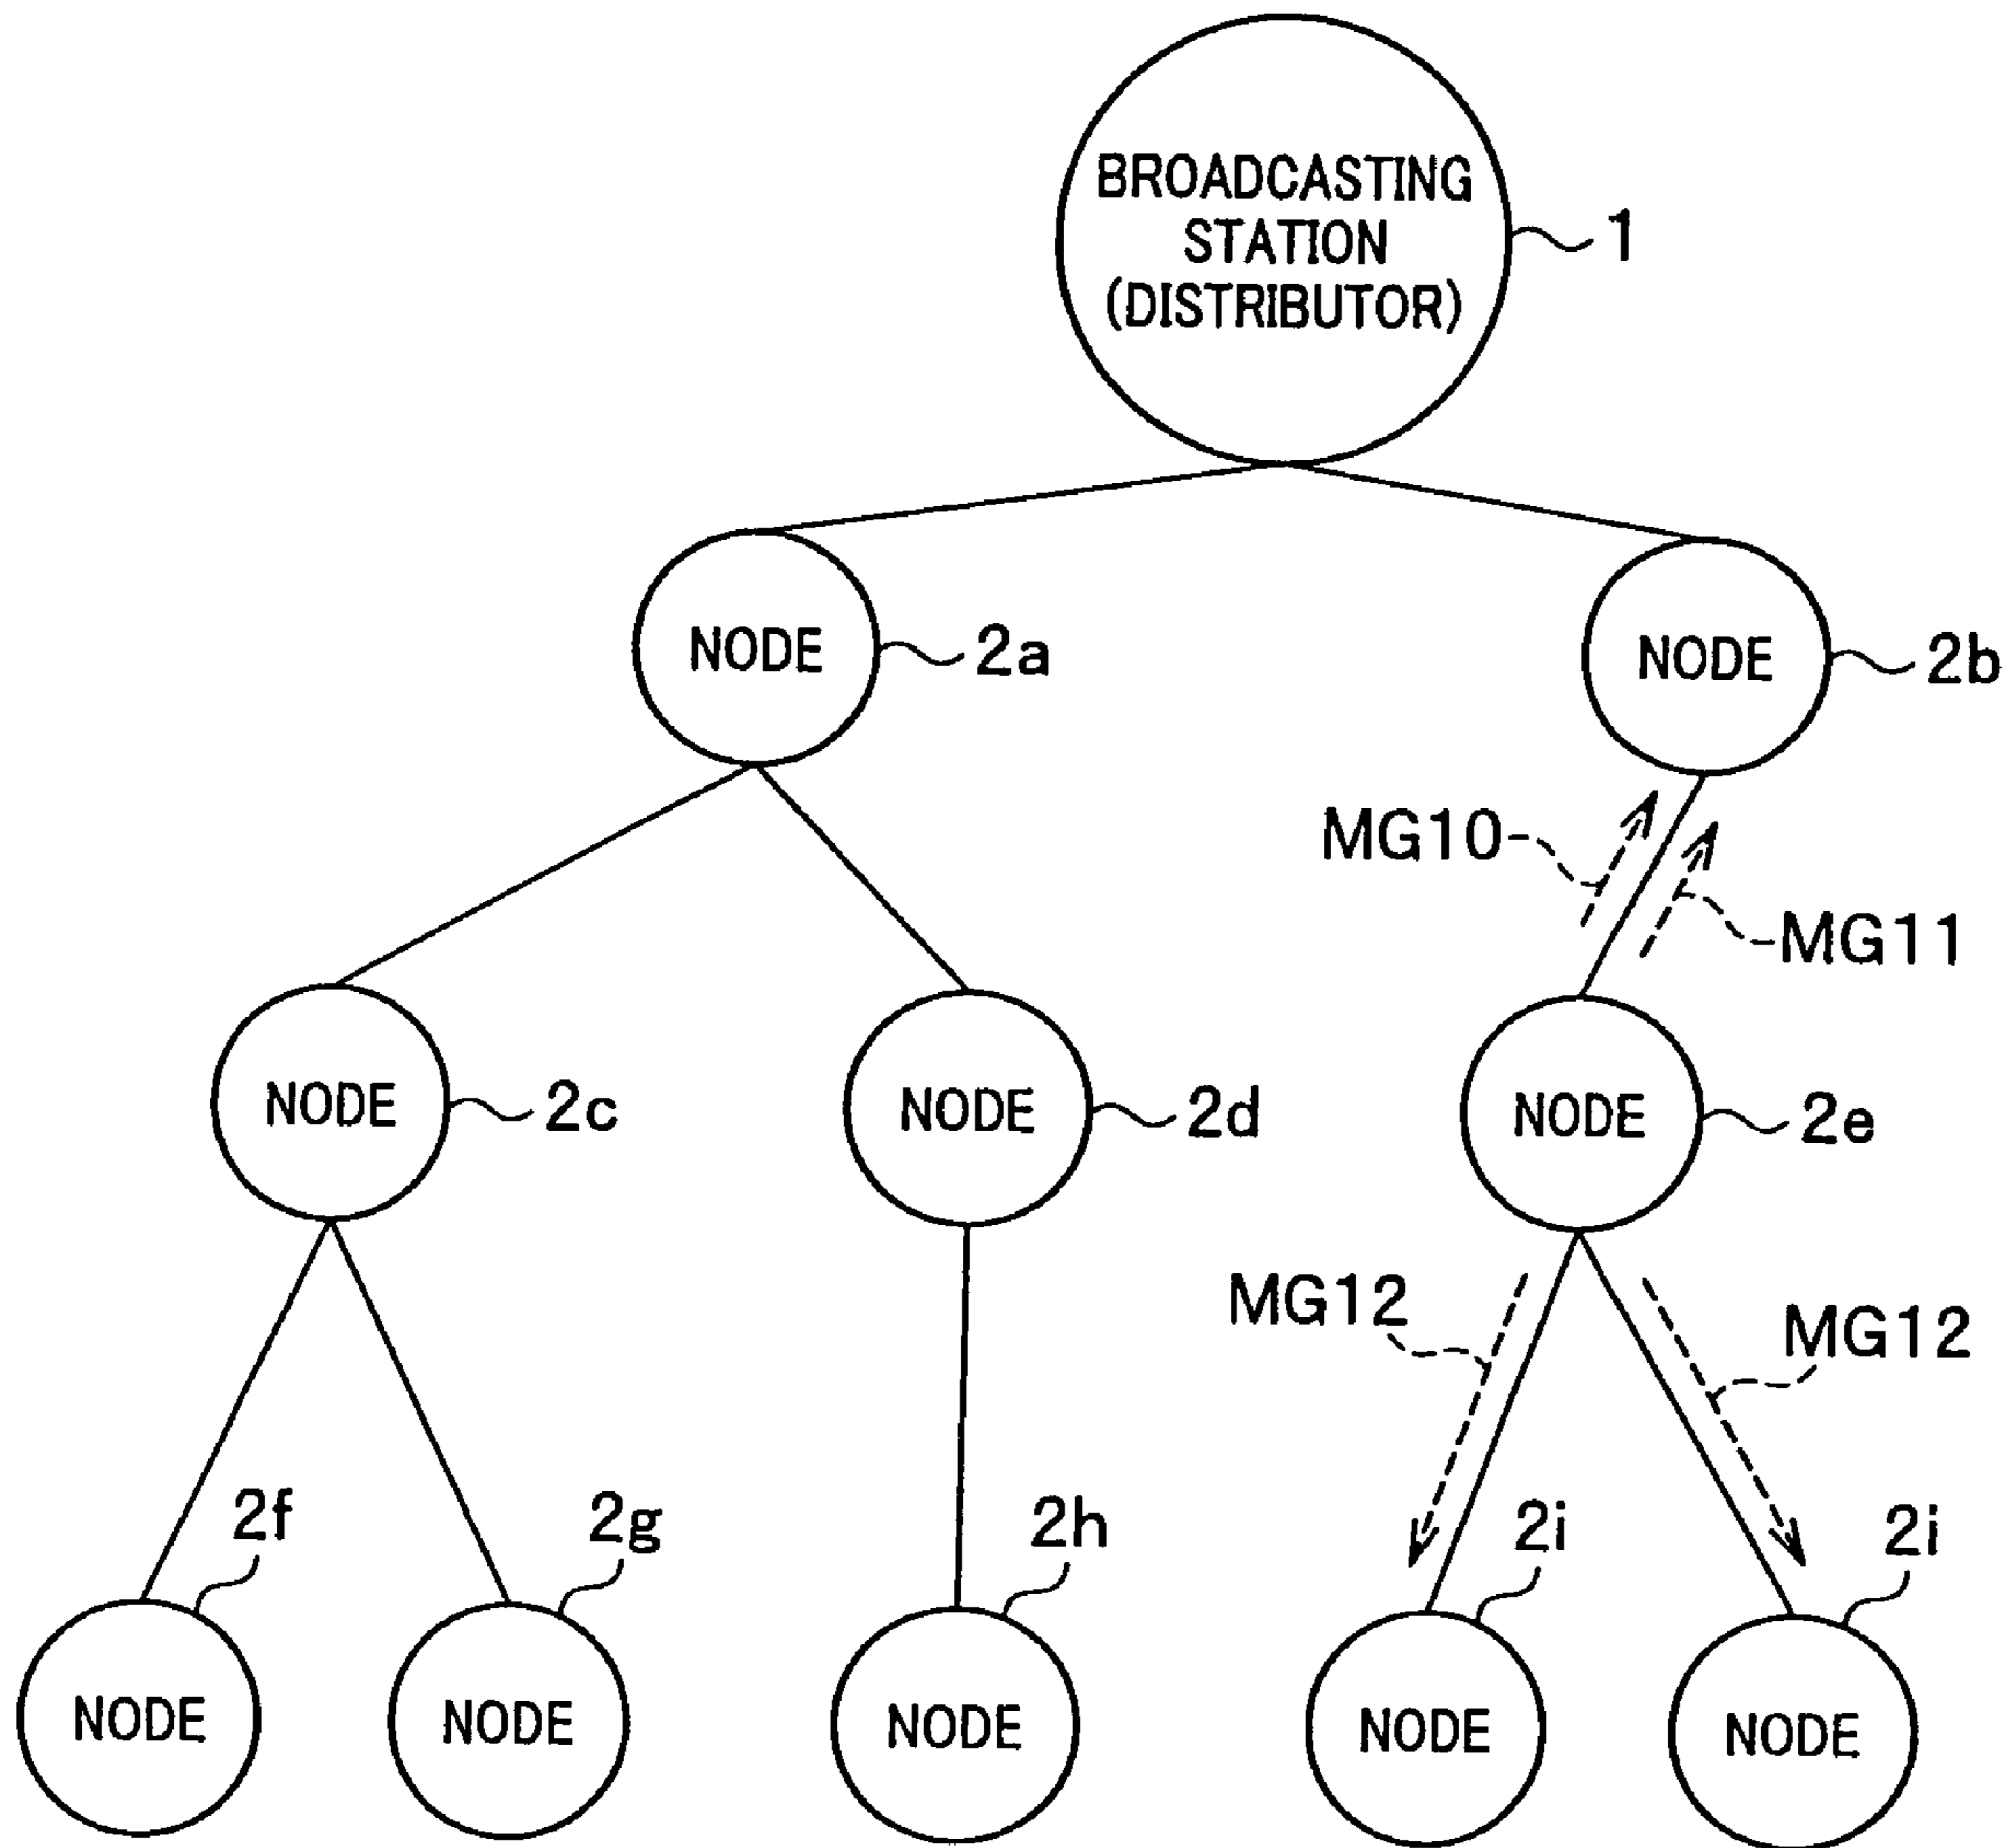 BROADCASTING
STATION
(DISTRIBUTOR)
1
NODE
2a
NODE
2b
MG10
MG11
NODE
2c
NODE
2d
NODE
2e
MG12
MG12
2f
2g
2h
2i
2i
NODE
NODE
NODE
NODE
NODE